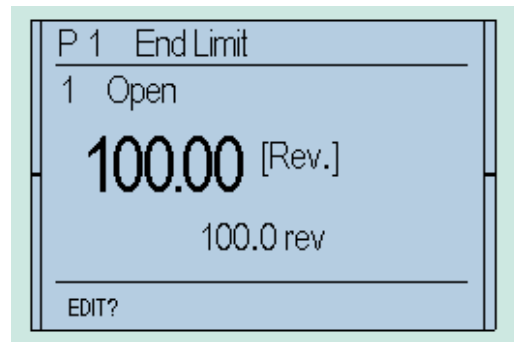 P 1 End Limit
1 Open
100.00 [Rev.]
100.0 rev
EDIT?